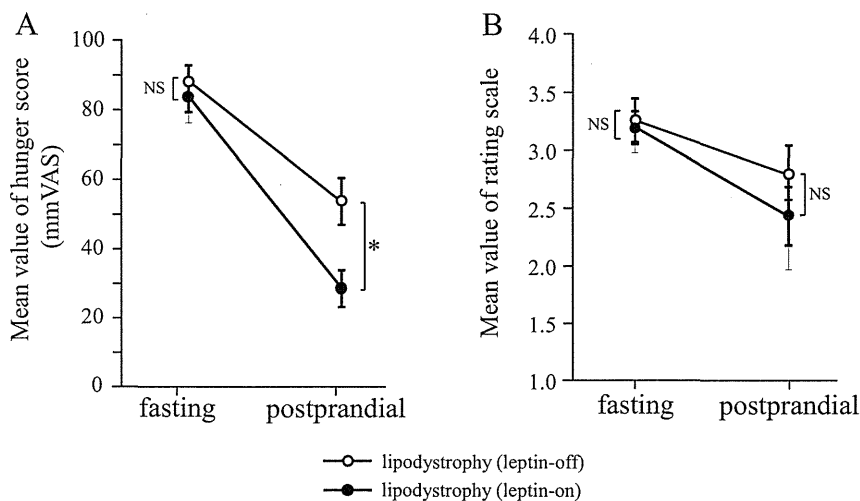 A
Mean value of hunger score
(mmVAS)
100
80
60
40
20
0
NS
*
fasting postprandial
B
Mean value of rating scale
4.0
3.5
3.0
2.5
2.0
1.5
1.0
NS
NS
fasting postprandial
lipodystrophy (leptin-off)
lipodystrophy (leptin-on)